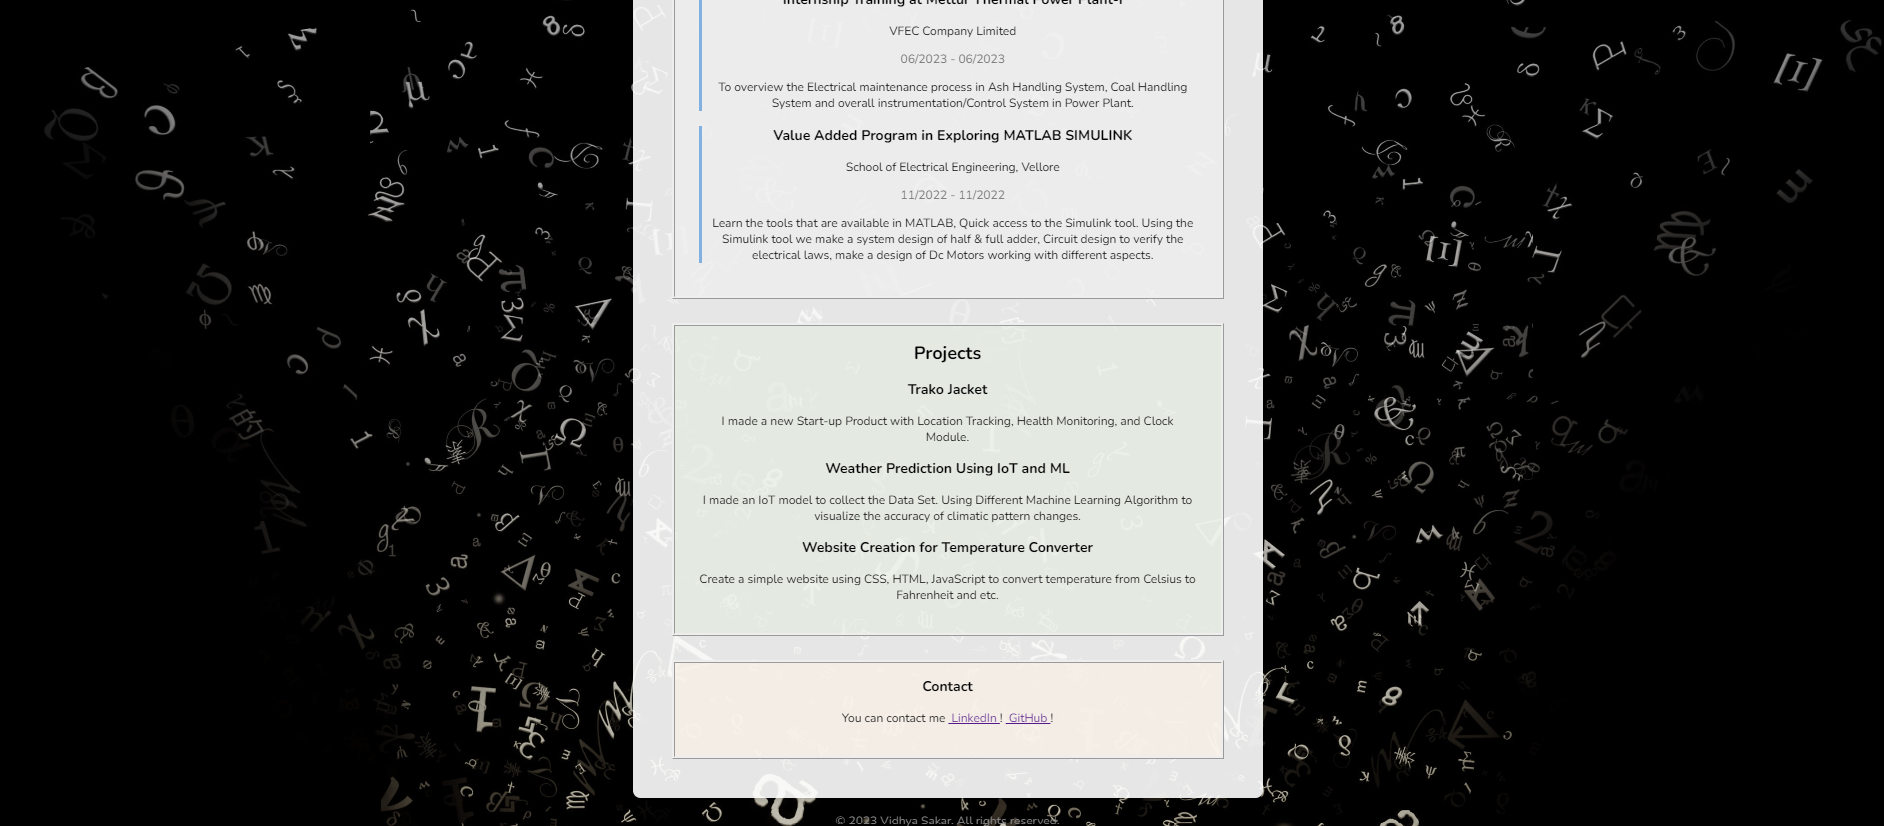 Internship Training at Mettur Thermal Power Plant-I
VFEC Company Limited
06/2023 - 06/2023
To overview the Electrical maintenance process in Ash Handling System, Coal Handling
System and overall instrumentation/Control System in Power Plant.
Value Added Program in Exploring MATLAB SIMULINK
School of Electrical Engineering, Vellore
11/2022 - 11/2022
Learn the tools that are available in MATLAB, Quick access to the Simulink tool. Using the
Simulink tool we make a system design of half & full adder, Circuit design to verify the
electrical laws, make a design of Dc Motors working with different aspects.
Projects
Trako Jacket
I made a new Start-up Product with Location Tracking, Health Monitoring, and Clock
Module.
Weather Prediction Using IoT and ML
I made an IoT model to collect the Data Set. Using Different Machine Learning Algorithm to
visualize the accuracy of climatic pattern changes.
Website Creation for Temperature Converter
Create a simple website using CSS, HTML, JavaScript to convert temperature from Celsius to
Fahrenheit and etc.
Contact
You can contact me LinkedIn ! GitHub !
© 2023 Vidhya Sakar. All rights reserved.